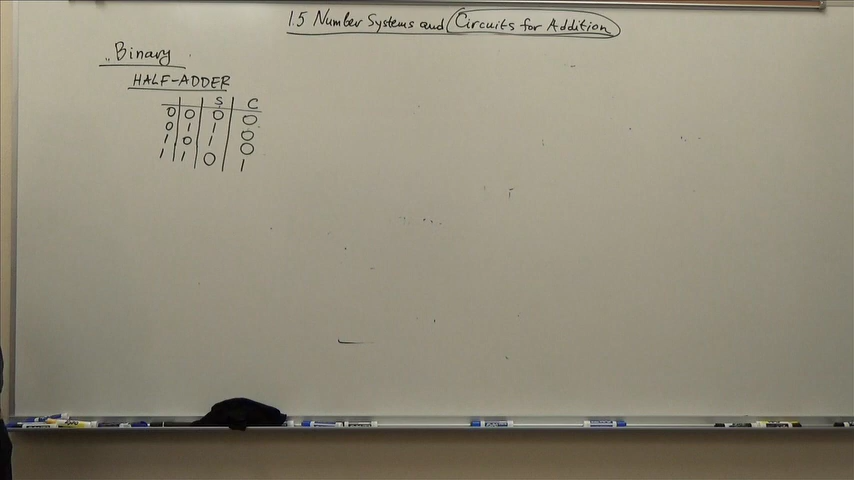 1.5 Number Systems and Circuits for Addition
Binary
HALF-ADDER
S C
0 0 0 0
0 1 1 0
1 0 1 0
1 1 0 1